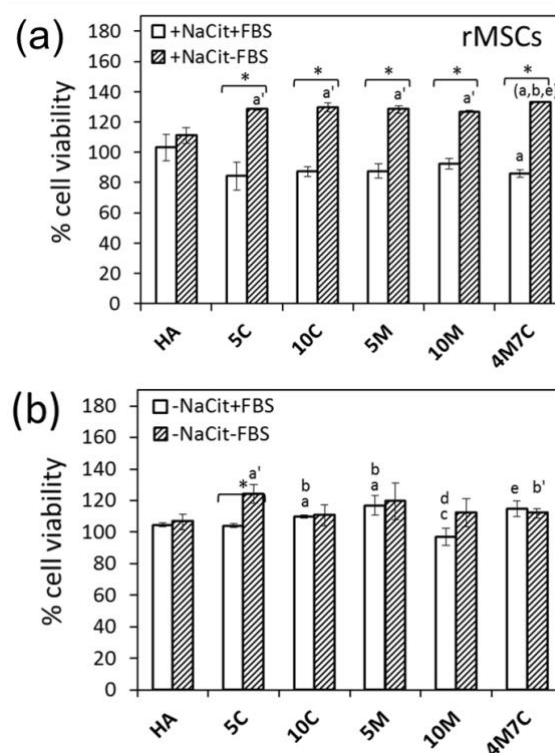 (a)
rMSCs
+NaCit+FBS
+NaCit-FBS
* * * * *
a' a' a' a' (a,b,e)'
a
180
160
140
120
100
80
60
40
20
0
% cell viability
HA 5C 10C 5M 10M 4M7C
(b)
-NaCit+FBS
-NaCit-FBS
* a' b b d e b'
a a c
180
160
140
120
100
80
60
40
20
0
% cell viability
HA 5C 10C 5M 10M 4M7C